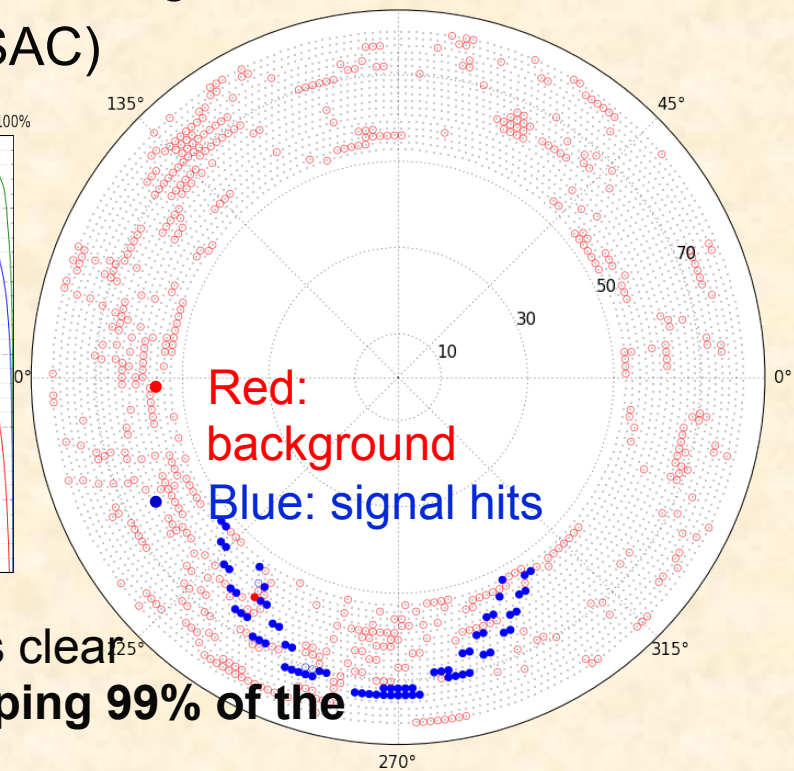 SAC)
100%
135°
45°
70
50
30
10
0°
0°
Red:
background
Blue: signal hits
s clear
225°
315°
ping 99% of the
270°